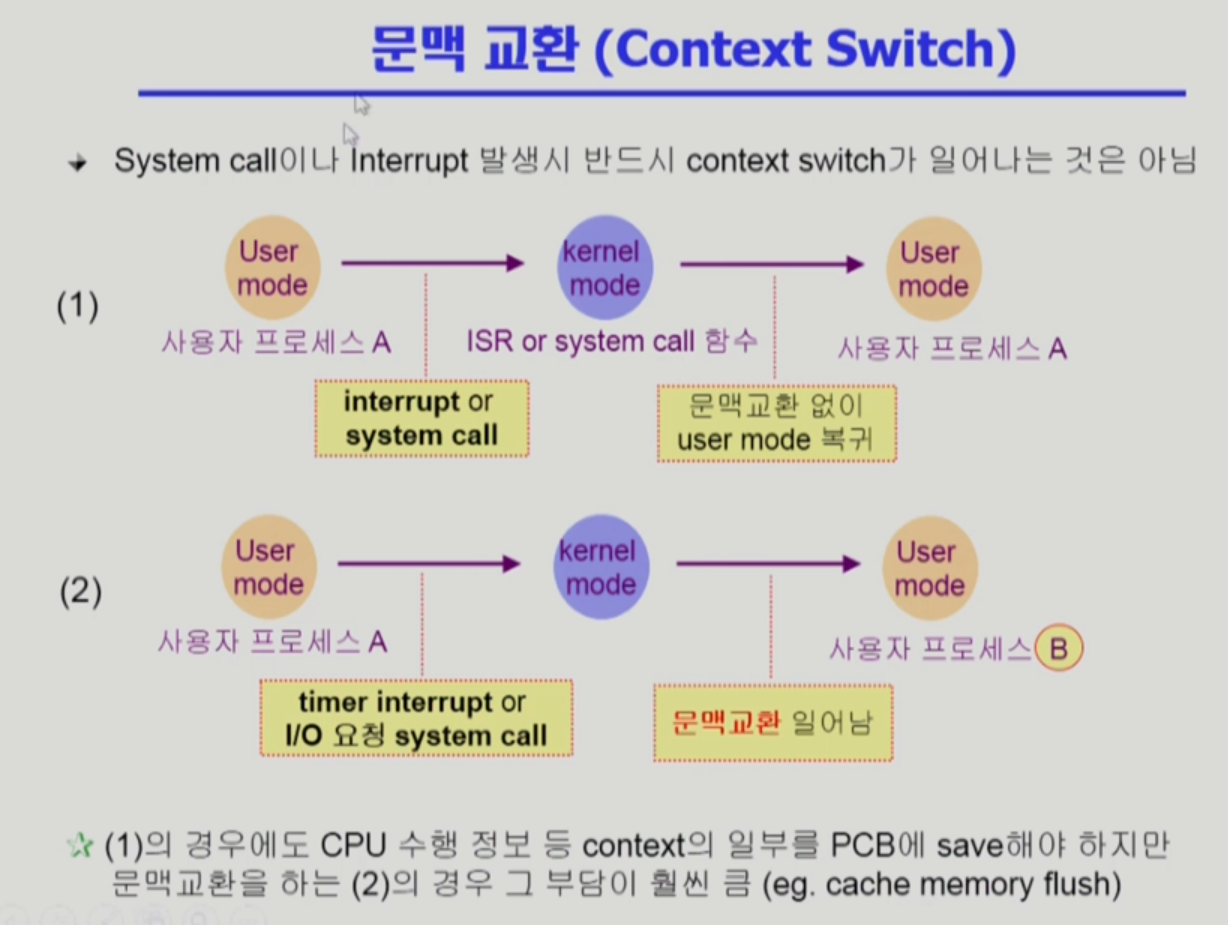 문맥 교환 (Context Switch)
System call이나 Interrupt 발생시 반드시 context switch가 일어나는 것은 아님
(1)
User mode
사용자 프로세스 A
interrupt or
system call
kernel mode
ISR or system call 함수
문맥교환 없이
user mode 복귀
User mode
사용자 프로세스 A
(2)
User mode
사용자 프로세스 A
timer interrupt or
I/O 요청 system call
kernel mode
문맥교환 일어남
User mode
사용자 프로세스 B
(1)의 경우에도 CPU 수행 정보 등 context의 일부를 PCB에 save해야 하지만
문맥교환을 하는 (2)의 경우 그 부담이 훨씬 큼 (eg. cache memory flush)